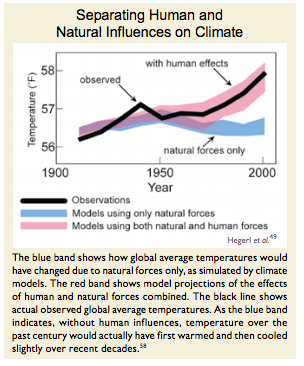 Separating Human and
Natural Influences on Climate
with human effects
58
observed
57
56
natural forces only
Temperature (°F)
1900
1950
2000
Year
Observations
Models using only natural forces
Models using both natural and human forces
Hegerl et al.49
The blue band shows how global average temperatures would
have changed due to natural forces only, as simulated by climate
models. The red band shows model projections of the effects
of human and natural forces combined. The black line shows
actual observed global average temperatures. As the blue band
indicates, without human influences, temperature over the
past century would actually have first warmed and then cooled
slightly over recent decades.58